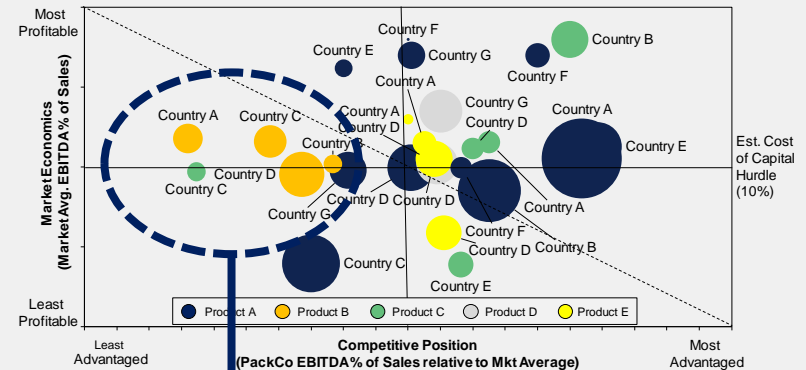 Most
Profitable
Market Economics
(Market Avg. EBITDA% of Sales)
Least
Profitable
Country F
Country B
Country E
Country G
Country F
Country A
Country A
Country C
Country A
Country G
Country A
Country D
Country D
Country E
Country C
Country D
Country G
Country D
Country D
Country A
Country F
Country B
Country D
Country C
Country E
Est. Cost
of Capital
Hurdle
(10%)
Product A
Product B
Product C
Product D
Product E
Least
Advantaged
Competitive Position
(PackCo EBITDA% of Sales relative to Mkt Average)
Most
Advantaged